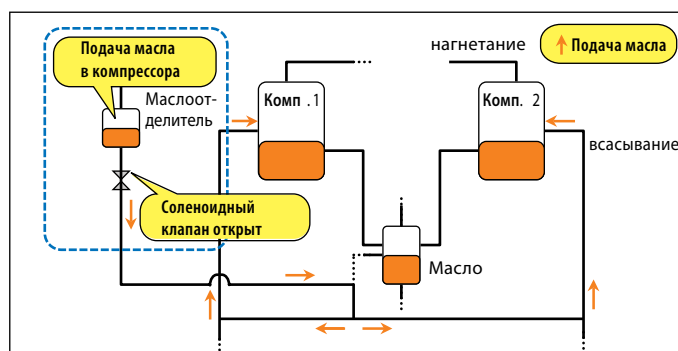 Подача масла
в компрессора
Маслоот-
делитель
Соленоидный
клапан открыт
нагнетание
Подача масла
Комп .1
Комп. 2
всасывание
Масло